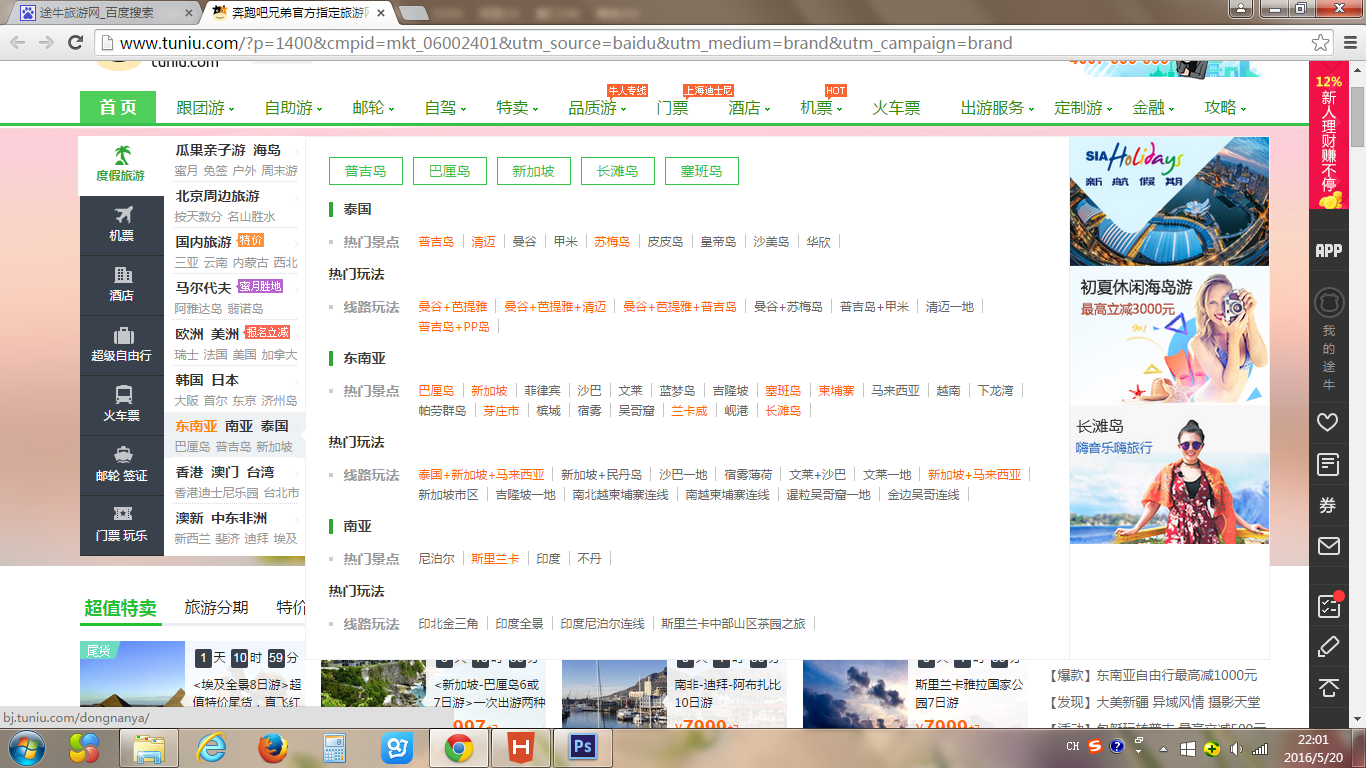 途牛旅游网_百度搜索
奔跑吧兄弟官方指定旅游网
www.tuniu.com/?p=1400&cmpid=mkt_06002401&utm_source=baidu&utm_medium=brand&utm_campaign=brand
tuniu.com
牛人专线 上海迪士尼 HOT
首页 跟团游 自助游 邮轮 自驾 特卖 品质游 门票 酒店 机票 火车票 出游服务 定制游 金融 攻略
度假旅游
机票
酒店
超级自由行
火车票
邮轮 签证
门票 玩乐
瓜果亲子游 海岛
蜜月 免签 户外 周末游
北京周边旅游
按天数分 名山胜水
国内旅游 特价
三亚 云南 内蒙古 西北
马尔代夫 蜜月胜地
阿雅达岛 弱诺岛
欧洲 美洲 报名立减
瑞士 法国 美国 加拿大
韩国 日本
大阪 首尔 东京 济州岛
东南亚 南亚 泰国
巴厘岛 普吉岛 新加坡
香港 澳门 台湾
香港迪士尼乐园 台北市
澳新 中东非洲
新西兰 斐济 迪拜 埃及
普吉岛 巴厘岛 新加坡 长滩岛 塞班岛
泰国
热门景点 普吉岛 清迈 曼谷 甲米 苏梅岛 皮皮岛 皇帝岛 沙美岛 华欣
热门玩法
线路玩法 曼谷+芭提雅 曼谷+芭提雅+清迈 曼谷+芭提雅+普吉岛 曼谷+苏梅岛 普吉岛+甲米 清迈一地
普吉岛+PP岛
东南亚
热门景点 巴厘岛 新加坡 菲律宾 沙巴 文莱 蓝梦岛 吉隆坡 塞班岛 柬埔寨 马来西亚 越南 下龙湾
帕劳群岛 芽庄市 槟城 宿雾 吴哥窟 兰卡威 岘港 长滩岛
热门玩法
线路玩法 泰国+新加坡+马来西亚 新加坡+民丹岛 沙巴一地 宿雾薄荷 文莱+沙巴 文莱一地 新加坡+马来西亚
新加坡市区 吉隆坡一地 南北越柬埔寨连线 南越柬埔寨连线 暹粒吴哥窟一地 金边吴哥连线
南亚
热门景点 尼泊尔 斯里兰卡 印度 不丹
热门玩法
线路玩法 印北金三角 印度全景 印度尼泊尔连线 斯里兰卡中部山区茶园之旅
SIA Holidays
新航假期
初夏休闲海岛游
最高立减3000元
GO!
长滩岛
嗨音乐嗨旅行
12%
新人理财赚不停
APP
我的途牛
券
超值特卖 旅游分期 特价
尾货
1 天 10 时 59 分
<埃及全景8日游>超
值特价尾货，直飞红
<新加坡-巴厘岛6或
7日游>一次出游两种
南非-迪拜-阿布扎比
10日游
¥7999
斯里兰卡雅拉国家公
园7日游
【爆款】东南亚自由行最高减1000元
【发现】大美新疆 异域风情 摄影天堂
bj.tuniu.com/dongnanya/
CH
22:01
2016/5/20